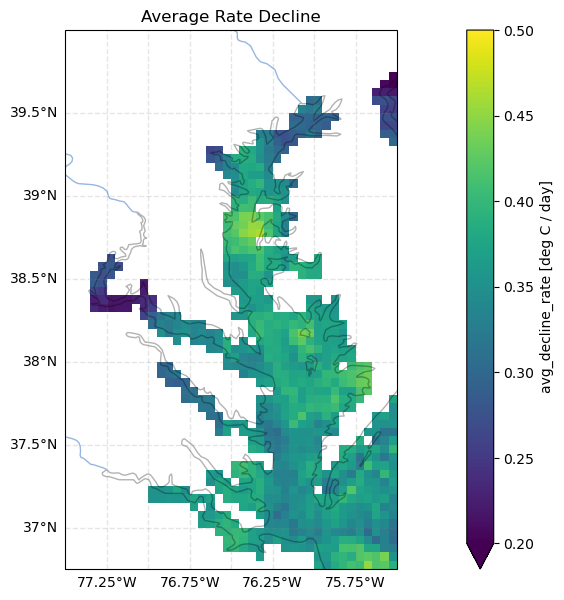 Average Rate Decline
39.5°N
39°N
38.5°N
38°N
37.5°N
37°N
77.25°W 76.75°W 76.25°W 75.75°W
0.50
0.45
0.40
0.35
0.30
0.25
0.20
avg_decline_rate [deg C / day]